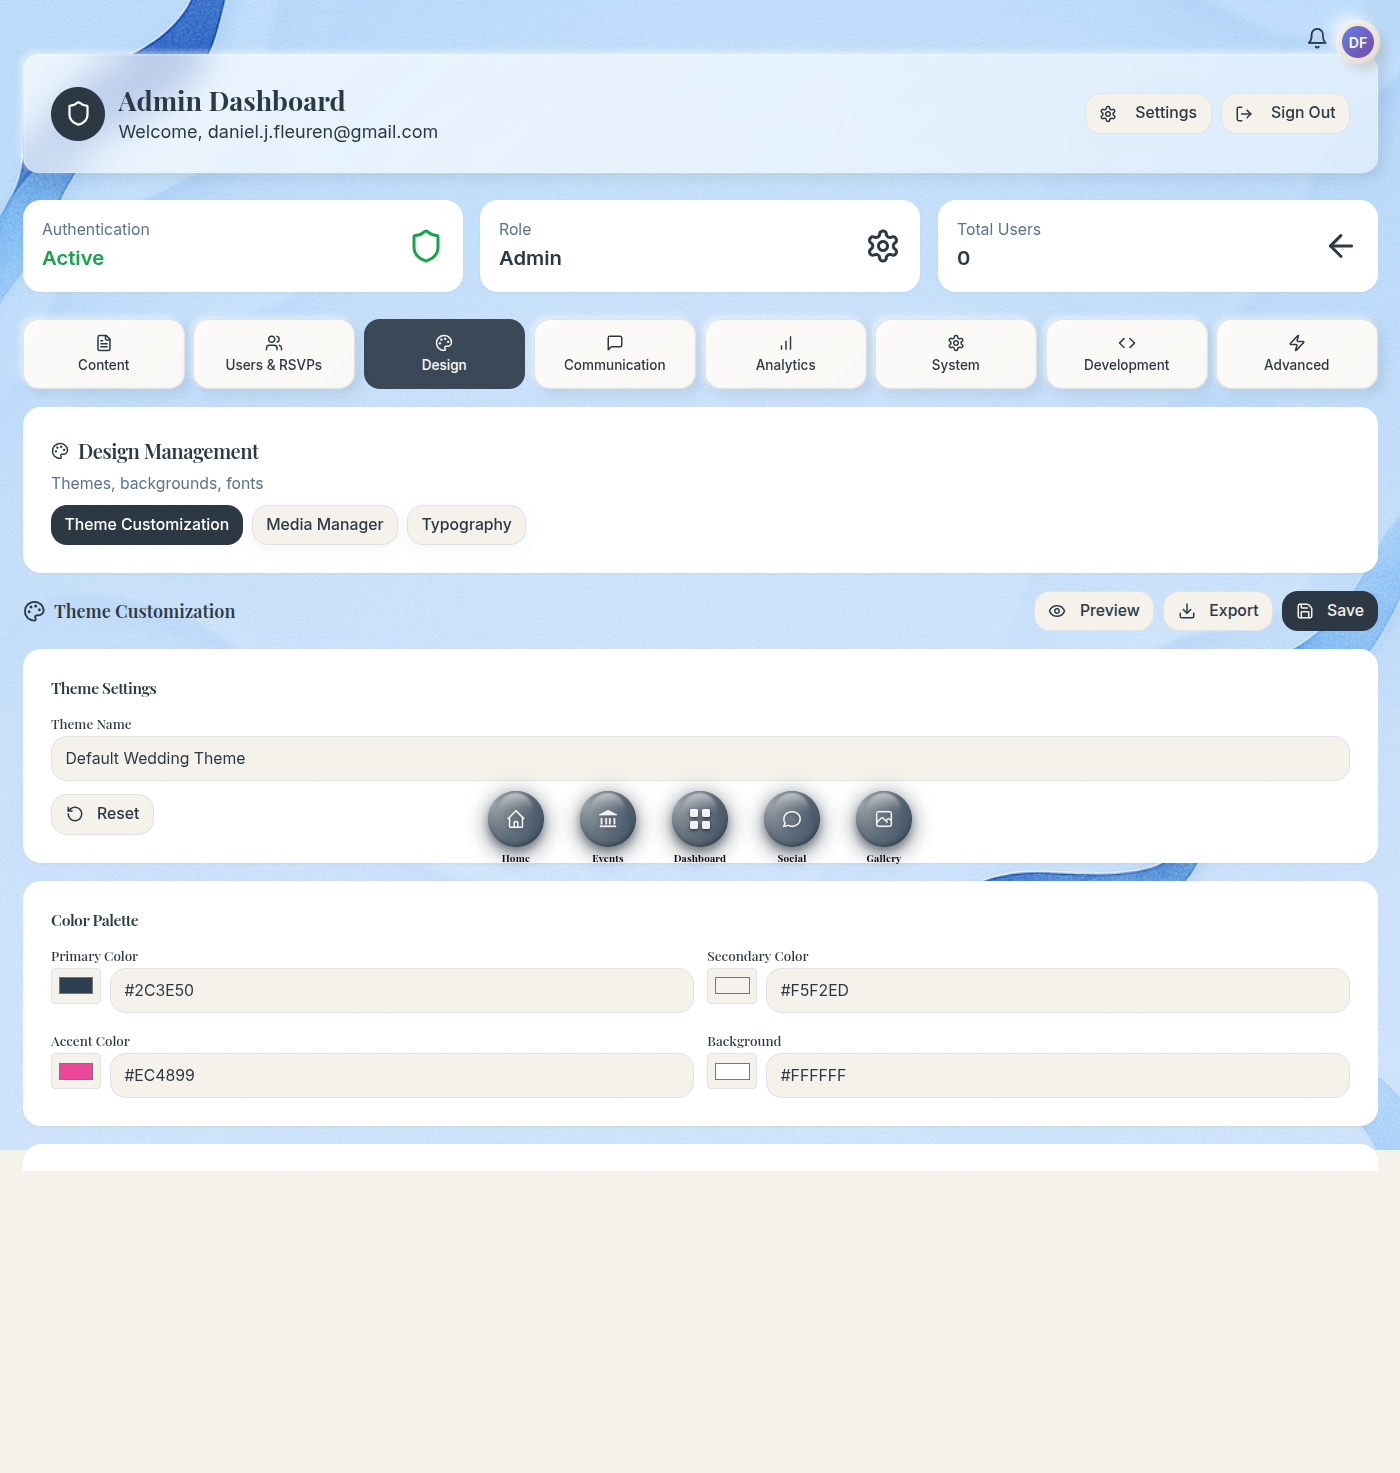 DF
Admin Dashboard
Welcome, daniel.j.fleuren@gmail.com
Settings
Sign Out
Authentication
Active
Role
Admin
Total Users
0
Content
Users & RSVPs
Design
Communication
Analytics
System
Development
Advanced
Design Management
Themes, backgrounds, fonts
Theme Customization
Media Manager
Typography
Theme Customization
Preview
Export
Save
Theme Settings
Theme Name
Default Wedding Theme
Reset
Home
Events
Dashboard
Social
Gallery
Color Palette
Primary Color
Secondary Color
#2C3E50
#F5F2ED
Accent Color
Background
#EC4899
#FFFFFF